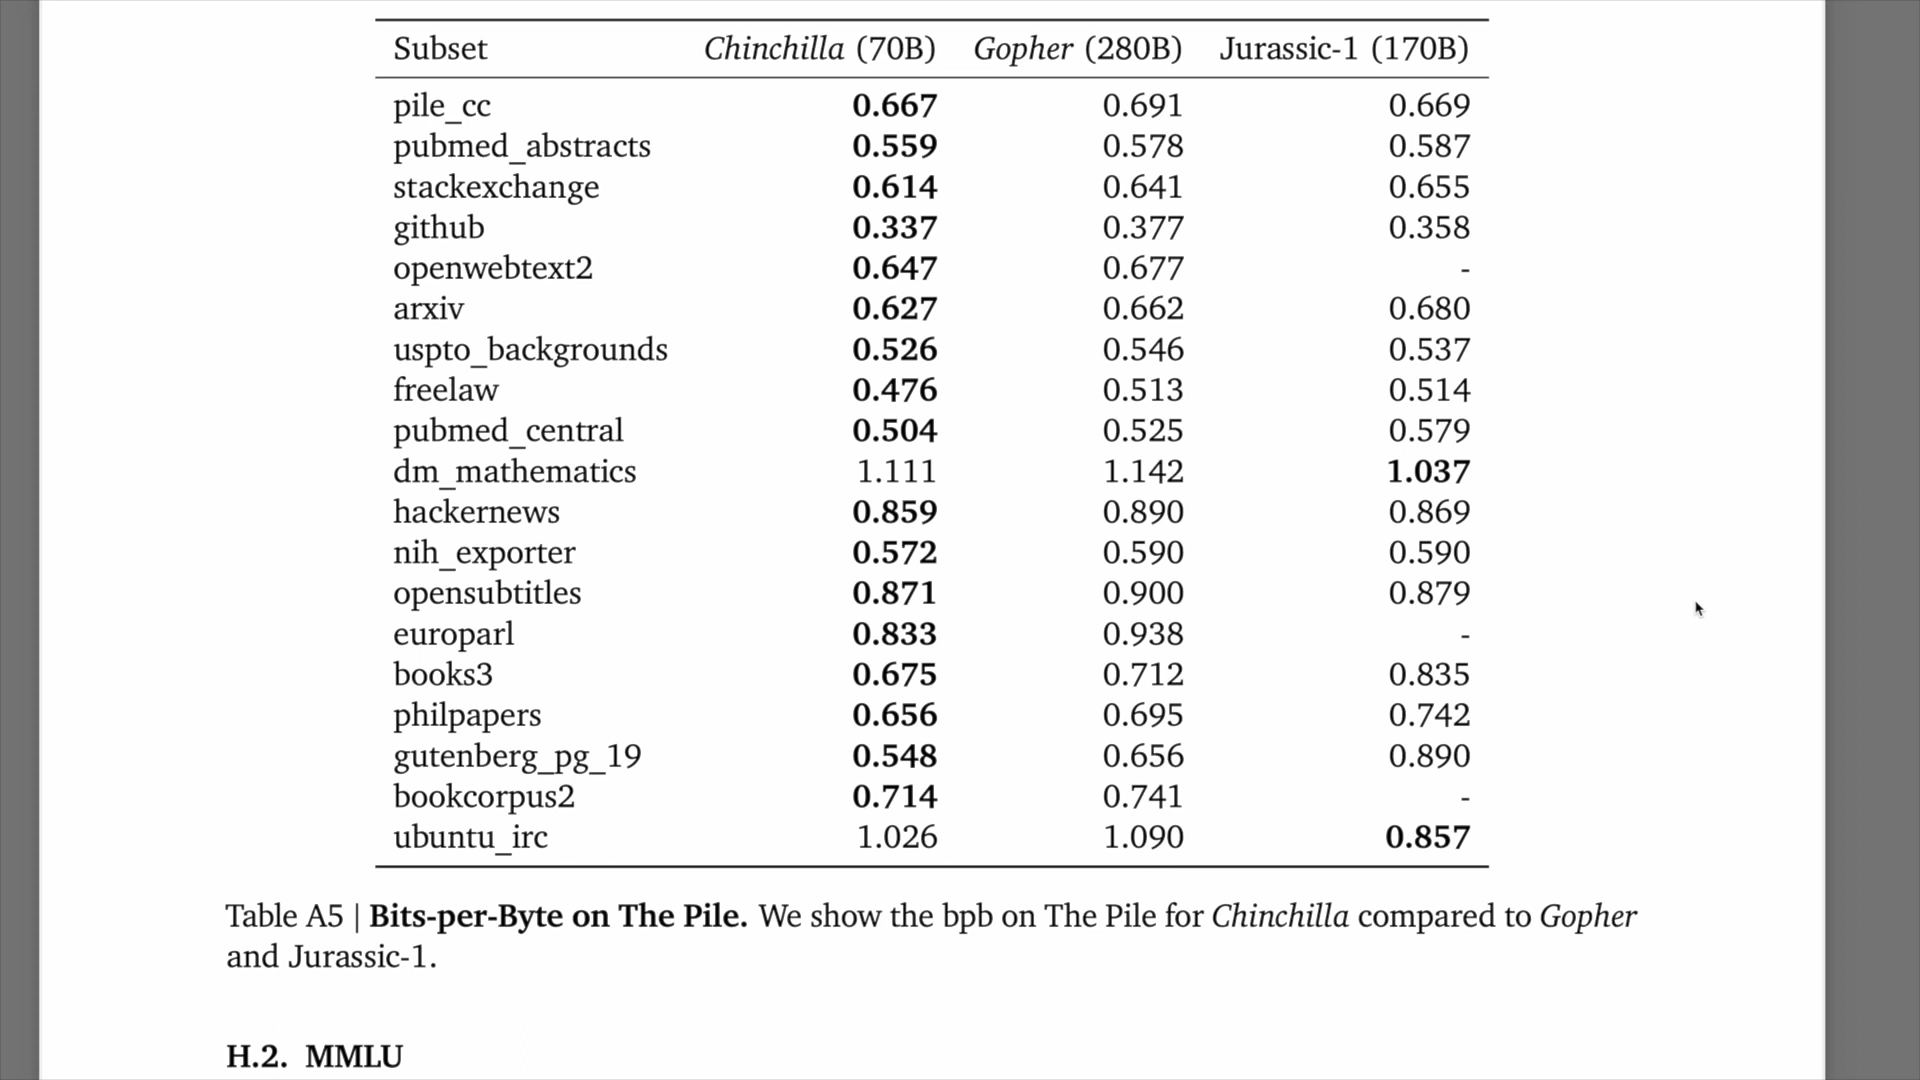 Subset Chinchilla (70B) Gopher (280B) Jurassic-1 (170B)
pile_cc 0.667 0.691 0.669
pubmed_abstracts 0.559 0.578 0.587
stackexchange 0.614 0.641 0.655
github 0.337 0.377 0.358
openwebtext2 0.647 0.677 -
arxiv 0.627 0.662 0.680
uspto_backgrounds 0.526 0.546 0.537
freelaw 0.476 0.513 0.514
pubmed_central 0.504 0.525 0.579
dm_mathematics 1.111 1.142 1.037
hackernews 0.859 0.890 0.869
nih_exporter 0.572 0.590 0.590
opensubtitles 0.871 0.900 0.879
europarl 0.833 0.938 -
books3 0.675 0.712 0.835
philpapers 0.656 0.695 0.742
gutenberg_pg_19 0.548 0.656 0.890
bookcorpus2 0.714 0.741 -
ubuntu_irc 1.026 1.090 0.857
Table A5 | Bits-per-Byte on The Pile. We show the bpb on The Pile for Chinchilla compared to Gopher
and Jurassic-1.
H.2. MMLU